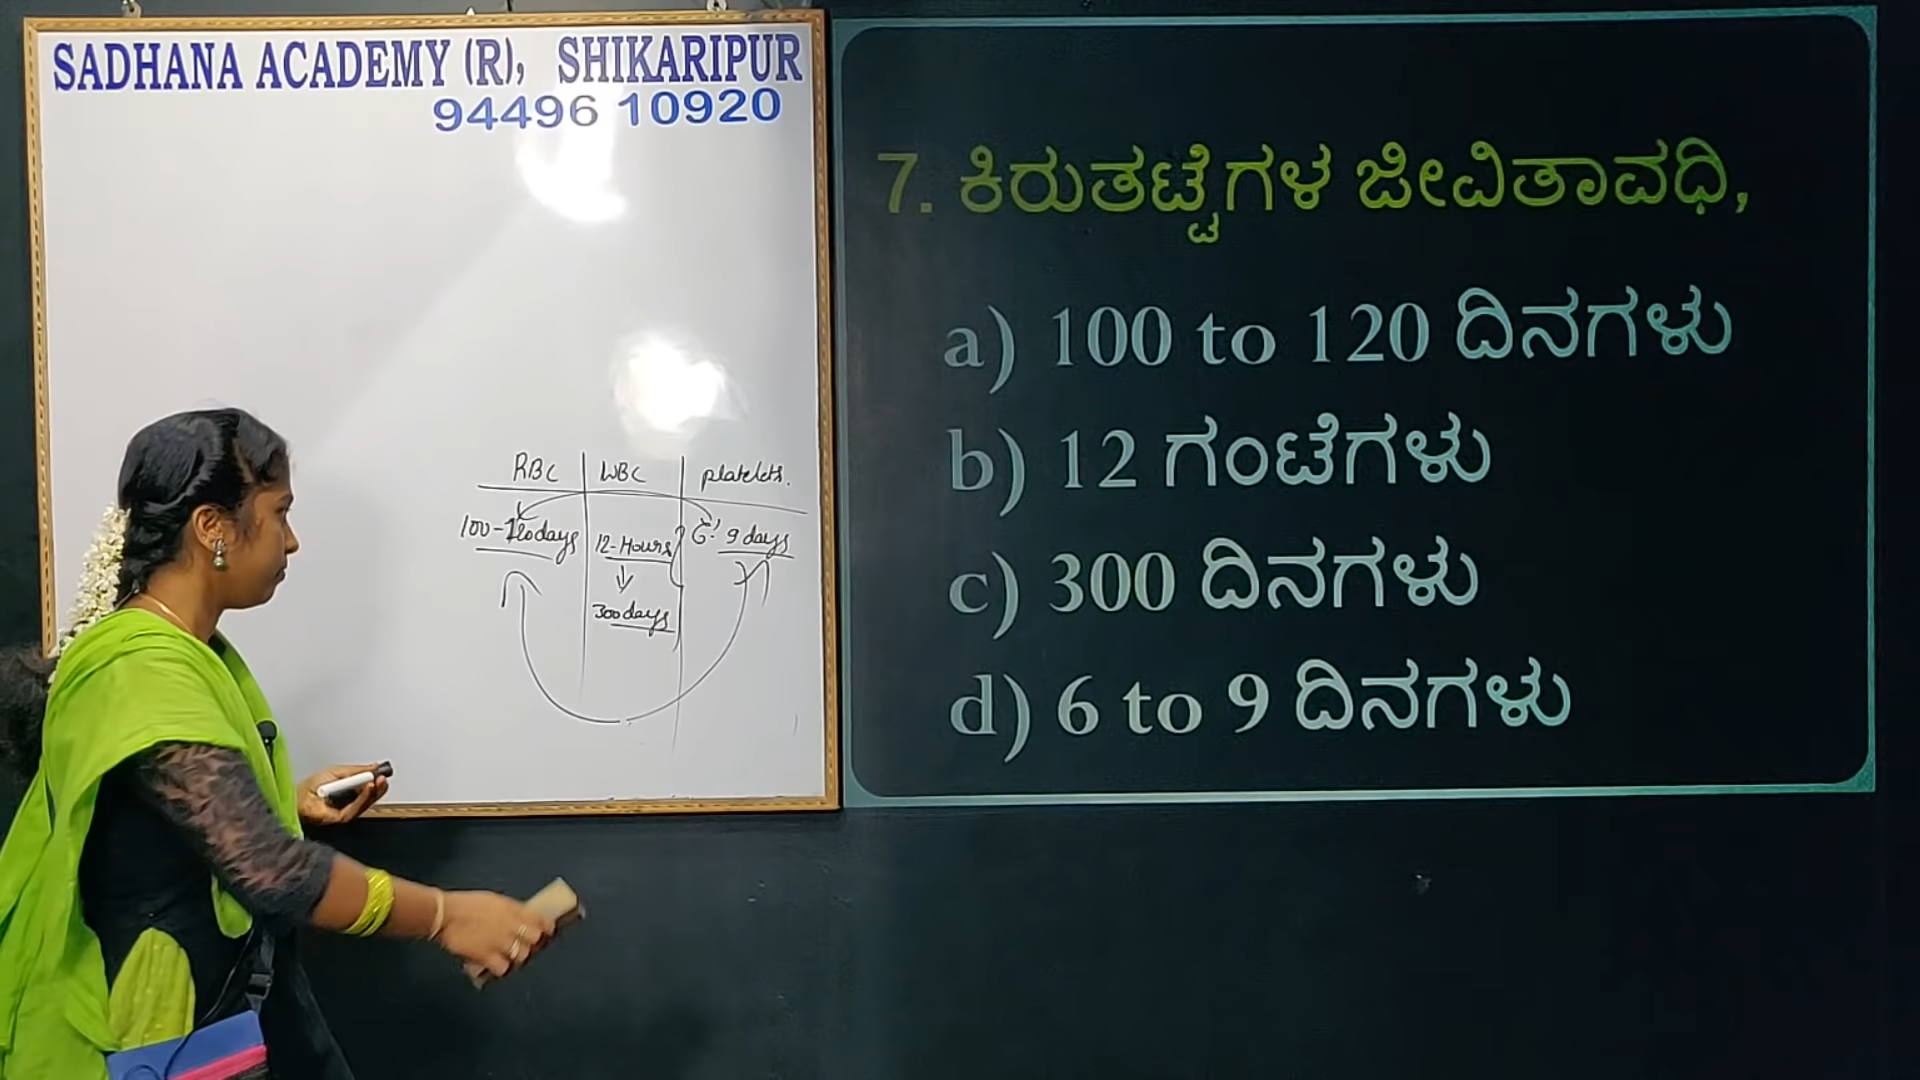 SADHANA ACADEMY (R), SHIKARIPUR
94496 10920
RBC WBC platelets.
100-120days 12-Hours 6-9 days
300days
7. ಕಿರುತಟ್ಟೆಗಳ ಜೀವಿತಾವಧಿ,
a) 100 to 120 ದಿನಗಳು
b) 12 ಗಂಟೆಗಳು
c) 300 ದಿನಗಳು
d) 6 to 9 ದಿನಗಳು